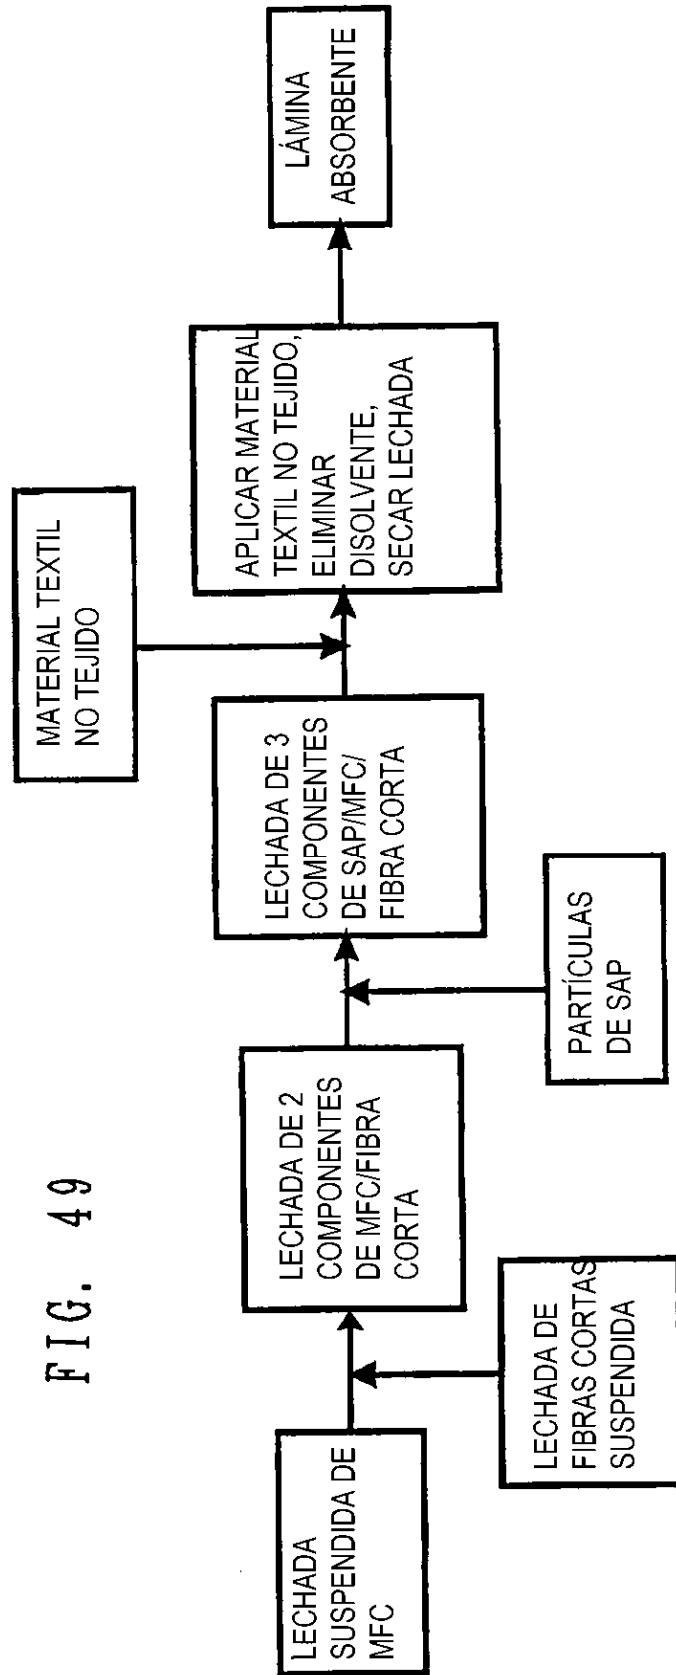 FIG. 49
LECHADA
SUSPENDIDA DE
MFC
LECHADA DE
FIBRAS CORTAS
SUSPENDIDA
LECHADA DE 2
COMPONENTES
DE MFC/FIBRA
CORTA
PARTÍCULAS
DE SAP
LECHADA DE 3
COMPONENTES
DE SAP/MFC/
FIBRA CORTA
MATERIAL TEXTIL
NO TEJIDO
APLICAR MATERIAL
TEXTIL NO TEJIDO,
ELIMINAR
DISOLVENTE,
SECAR LECHADA
LÁMINA
ABSORBENTE